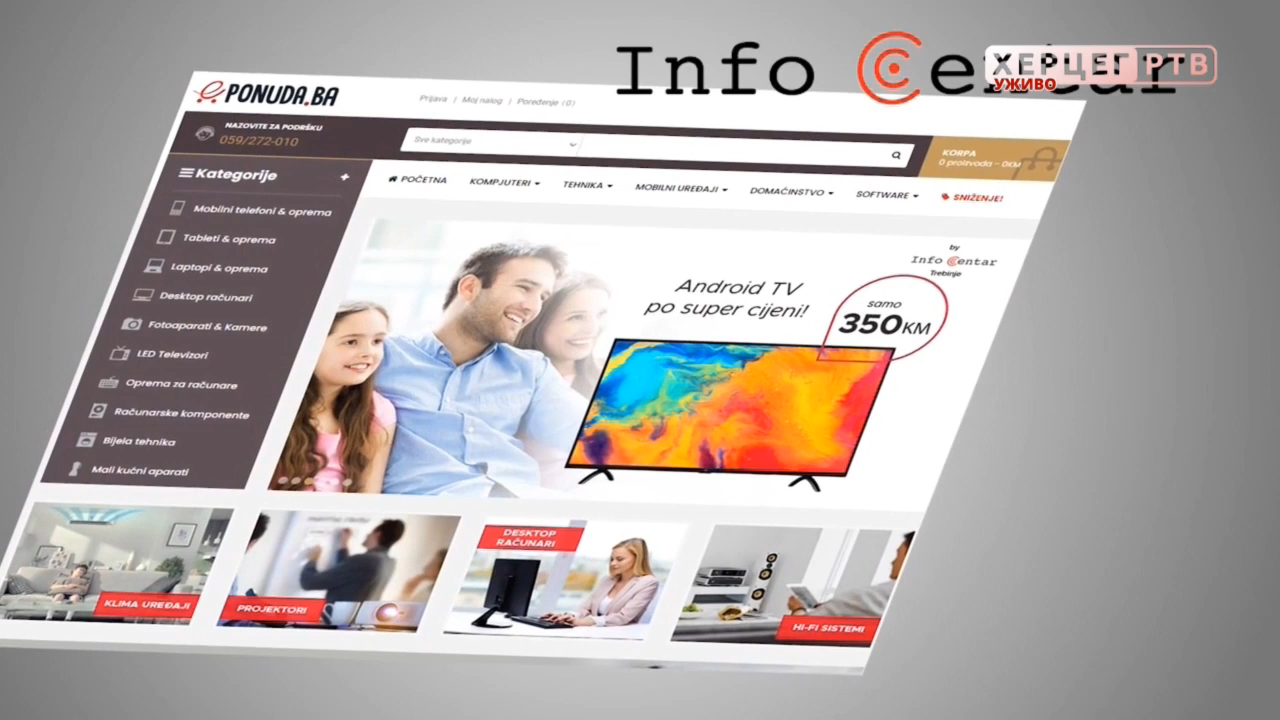 Info Centar
ХЕРЦЕГ РТВ
УЖИВО
ePONUDA.BA
Prijava | Moj nalog | Poređenje (0)
NAZOVITE ZA PODRŠKU
059/272-010
Sve kategorije
KORPA
0 proizvoda - 0KM
Kategorije
POČETNA
KOMPJUTERI
TEHNIKA
MOBILNI UREĐAJI
DOMAĆINSTVO
SOFTWARE
SNIŽENJE!
Mobilni telefoni & oprema
Tableti & oprema
Laptopi & oprema
Desktop računari
Fotoaparati & Kamere
LED Televizori
Oprema za računare
Računarske komponente
Bijela tehnika
Mali kućni aparati
by
Info Centar
Trebinje
Android TV
po super cijeni!
samo
350KM
KLIMA UREĐAJI
PROJEKTORI
DESKTOP
RAČUNARI
HI-FI SISTEMI